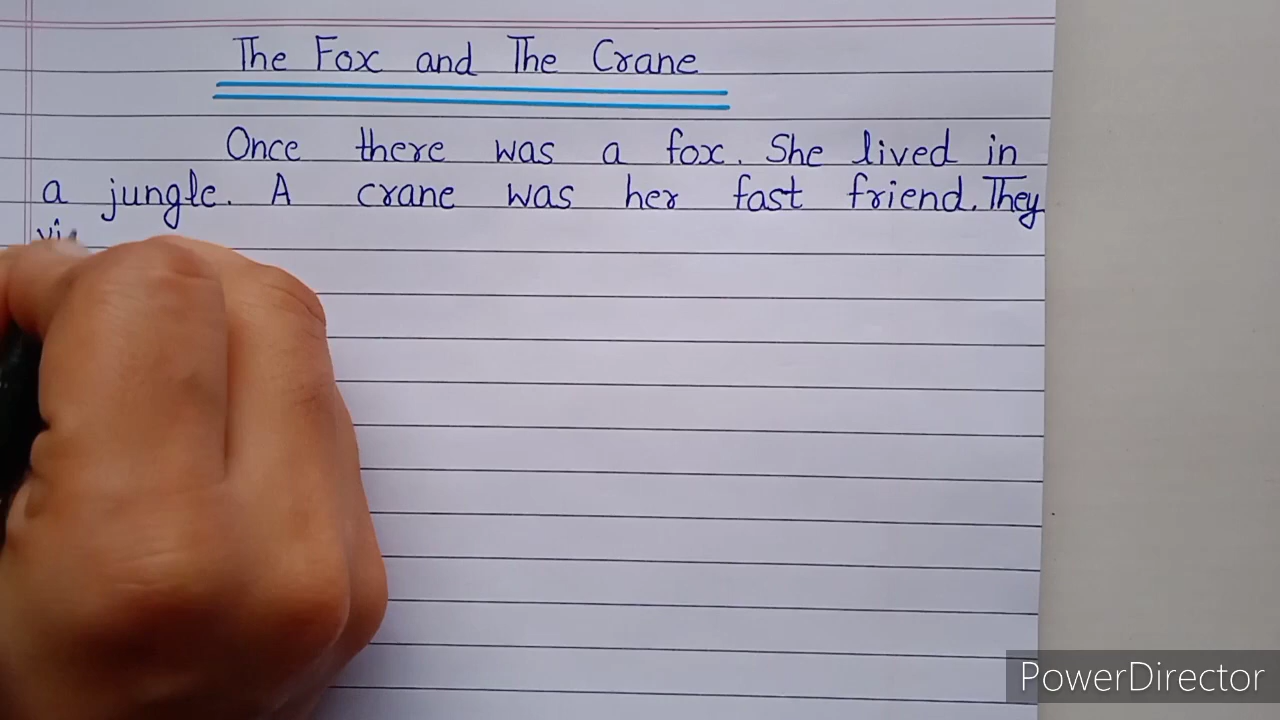 The Fox and The Crane
Once there was a fox. She lived in
a jungle. A crane was her fast friend. They
PowerDirector